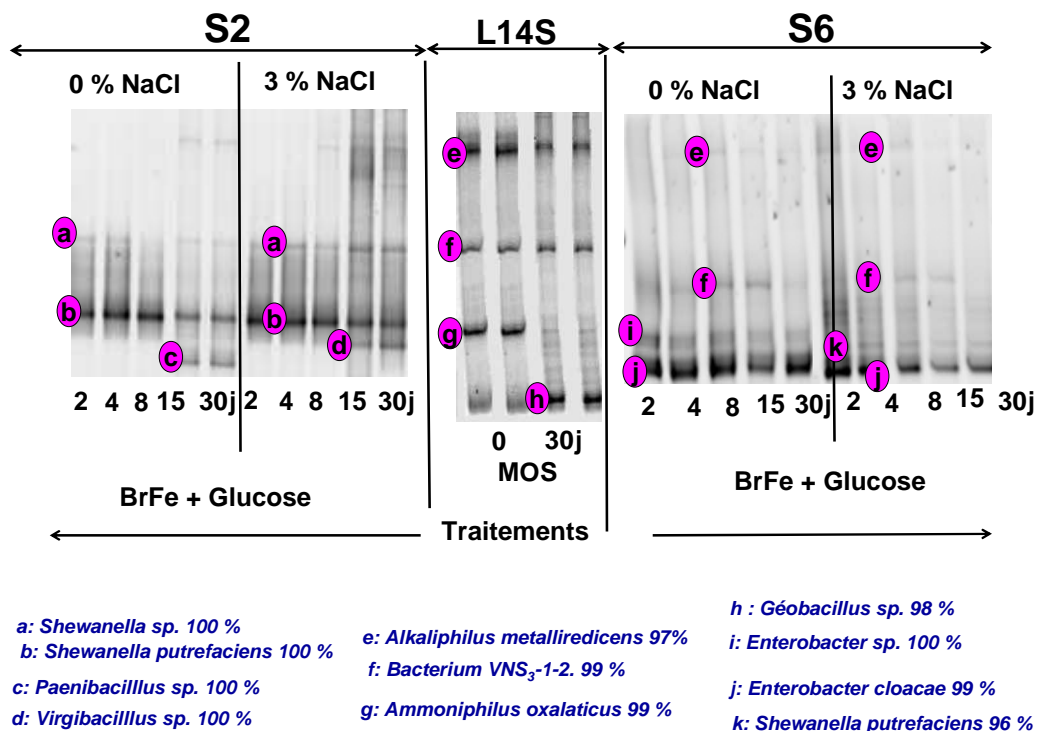 S2 L14S S6
0 % NaCl 3 % NaCl 0 % NaCl 3 % NaCl
e e e
a a f f f
b b g i k
c d h j j
2 4 8 15 30j 2 4 8 15 30j 0 30j 2 4 8 15 30j 2 4 8 15 30j
MOS
BrFe + Glucose BrFe + Glucose
Traitements
a: Shewanella sp. 100 %
b: Shewanella putrefaciens 100 %
c: Paenibacilllus sp. 100 %
d: Virgibacilllus sp. 100 %
e: Alkaliphilus metalliredicens 97%
f: Bacterium VNS₃-1-2. 99 %
g: Ammoniphilus oxalaticus 99 %
h : Géobacillus sp. 98 %
i: Enterobacter sp. 100 %
j: Enterobacter cloacae 99 %
k: Shewanella putrefaciens 96 %